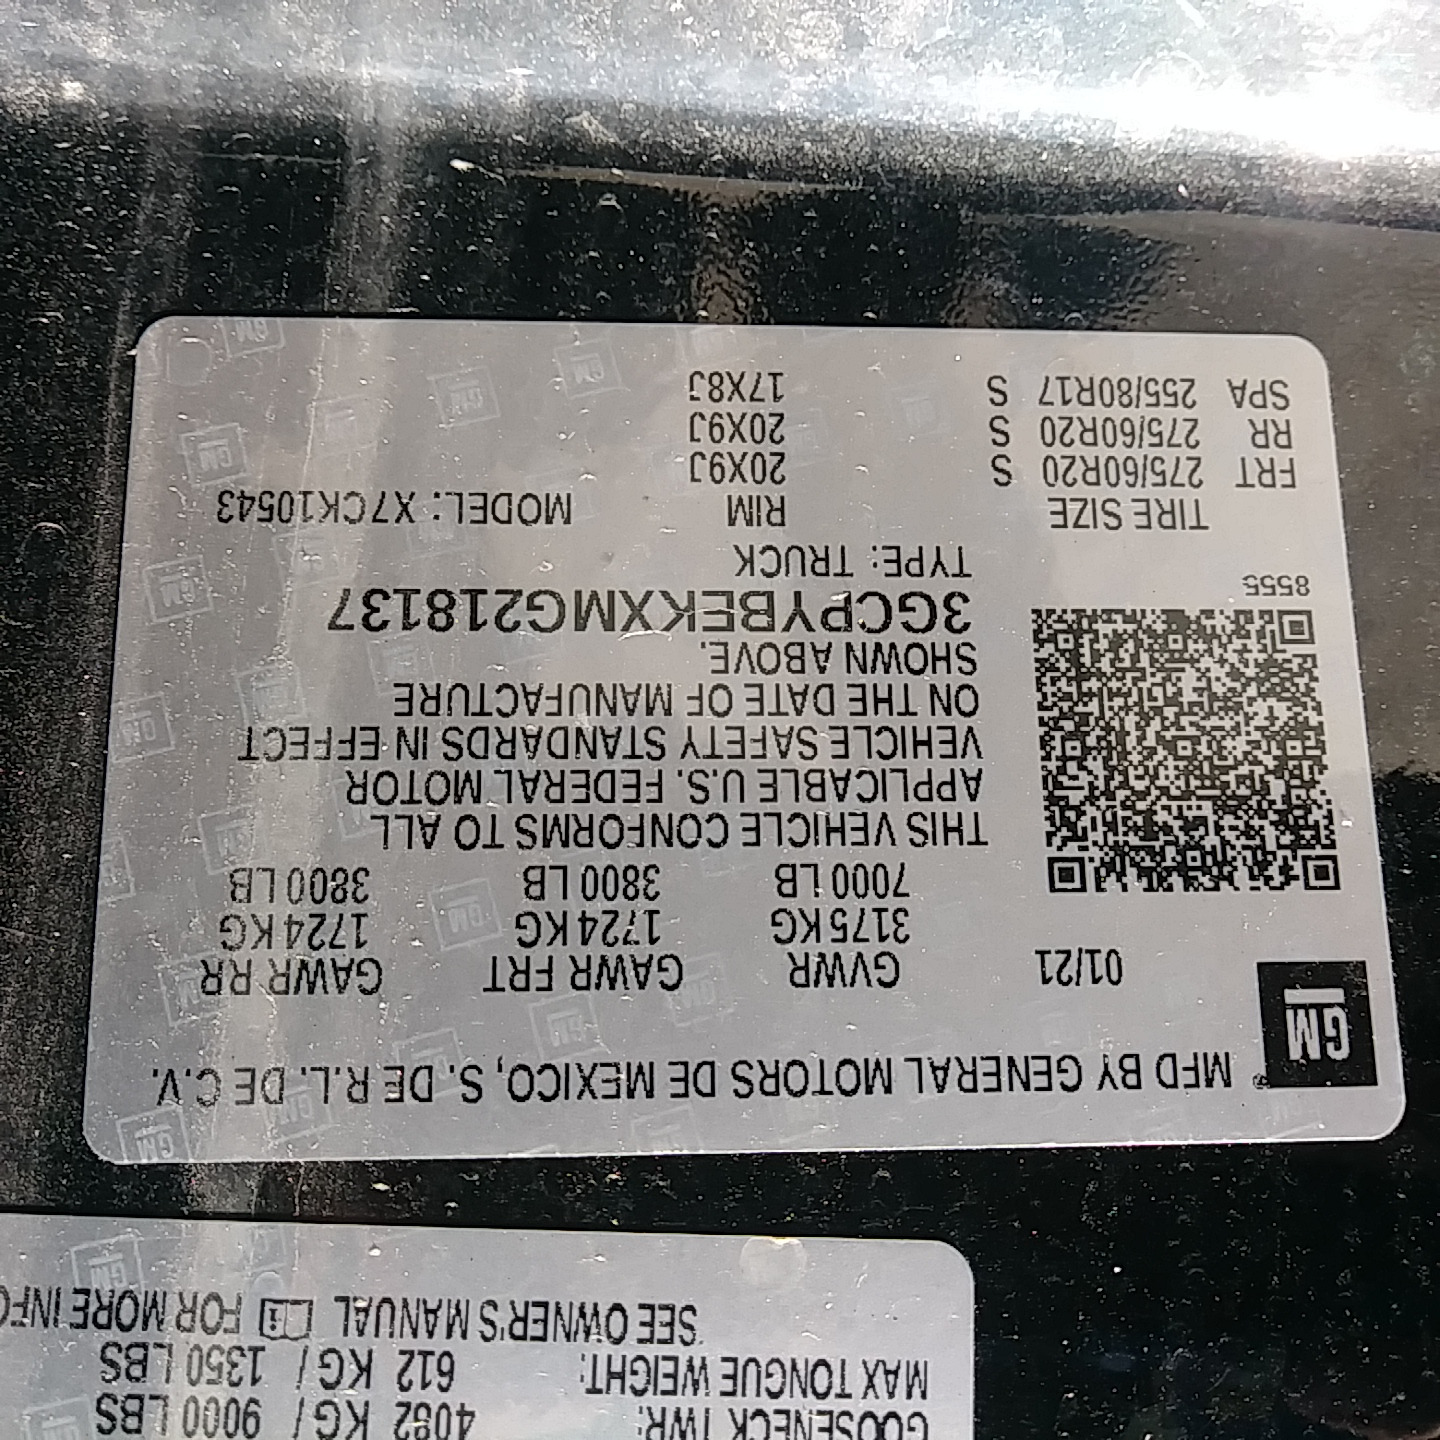 GOOSENECK TWR: 4082 KG / 9000 LBS
MAX TONGUE WEIGHT: 612 KG / 1350 LBS
SEE OWNER'S MANUAL FOR MORE INFO
GM
MFD BY GENERAL MOTORS DE MEXICO, S. DE R.L. DE C.V.
01/21 GVWR GAWR FRT GAWR RR
3175 KG 1724 KG 1724 KG
7000 LB 3800 LB 3800 LB
THIS VEHICLE CONFORMS TO ALL
APPLICABLE U.S. FEDERAL MOTOR
VEHICLE SAFETY STANDARDS IN EFFECT
ON THE DATE OF MANUFACTURE
SHOWN ABOVE.
3GCPYBEKXMG218137
8555
TYPE: TRUCK
TIRE SIZE RIM MODEL: X7CK10543
FRT 275/60R20 S 20X9J
RR 275/60R20 S 20X9J
SPA 255/80R17 S 17X8J